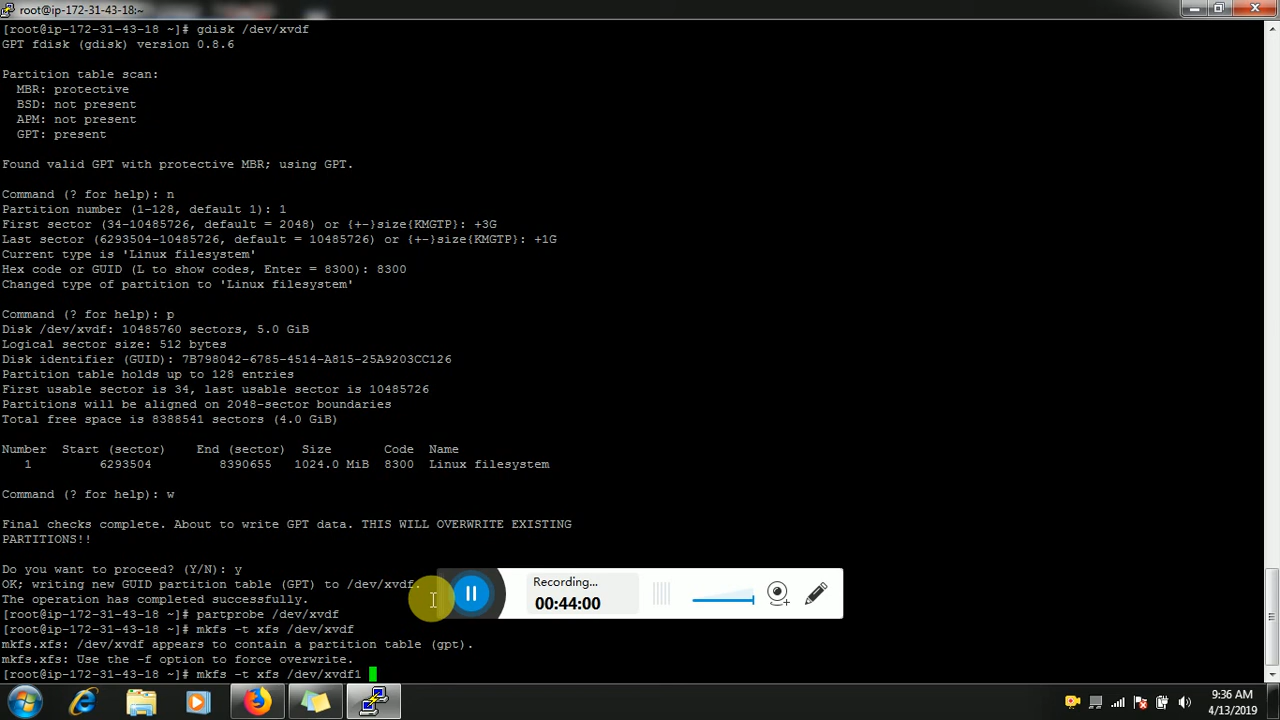 root@ip-172-31-43-18:~
[root@ip-172-31-43-18 ~]# gdisk /dev/xvdf
GPT fdisk (gdisk) version 0.8.6
Partition table scan:
  MBR: protective
  BSD: not present
  APM: not present
  GPT: present
Found valid GPT with protective MBR; using GPT.
Command (? for help): n
Partition number (1-128, default 1): 1
First sector (34-10485726, default = 2048) or {+-}size{KMGTP}: +3G
Last sector (6293504-10485726, default = 10485726) or {+-}size{KMGTP}: +1G
Current type is 'Linux filesystem'
Hex code or GUID (L to show codes, Enter = 8300): 8300
Changed type of partition to 'Linux filesystem'
Command (? for help): p
Disk /dev/xvdf: 10485760 sectors, 5.0 GiB
Logical sector size: 512 bytes
Disk identifier (GUID): 7B798042-6785-4514-A815-25A9203CC126
Partition table holds up to 128 entries
First usable sector is 34, last usable sector is 10485726
Partitions will be aligned on 2048-sector boundaries
Total free space is 8388541 sectors (4.0 GiB)
Number  Start (sector)    End (sector)  Size       Code  Name
   1         6293504         8390655   1024.0 MiB  8300  Linux filesystem
Command (? for help): w
Final checks complete. About to write GPT data. THIS WILL OVERWRITE EXISTING
PARTITIONS!!
Do you want to proceed? (Y/N): y
OK; writing new GUID partition table (GPT) to /dev/xvdf.
The operation has completed successfully.
[root@ip-172-31-43-18 ~]# partprobe /dev/xvdf
[root@ip-172-31-43-18 ~]# mkfs -t xfs /dev/xvdf
mkfs.xfs: /dev/xvdf appears to contain a partition table (gpt).
mkfs.xfs: Use the -f option to force overwrite.
[root@ip-172-31-43-18 ~]# mkfs -t xfs /dev/xvdf1
Recording...
00:44:00
9:36 AM
4/13/2019